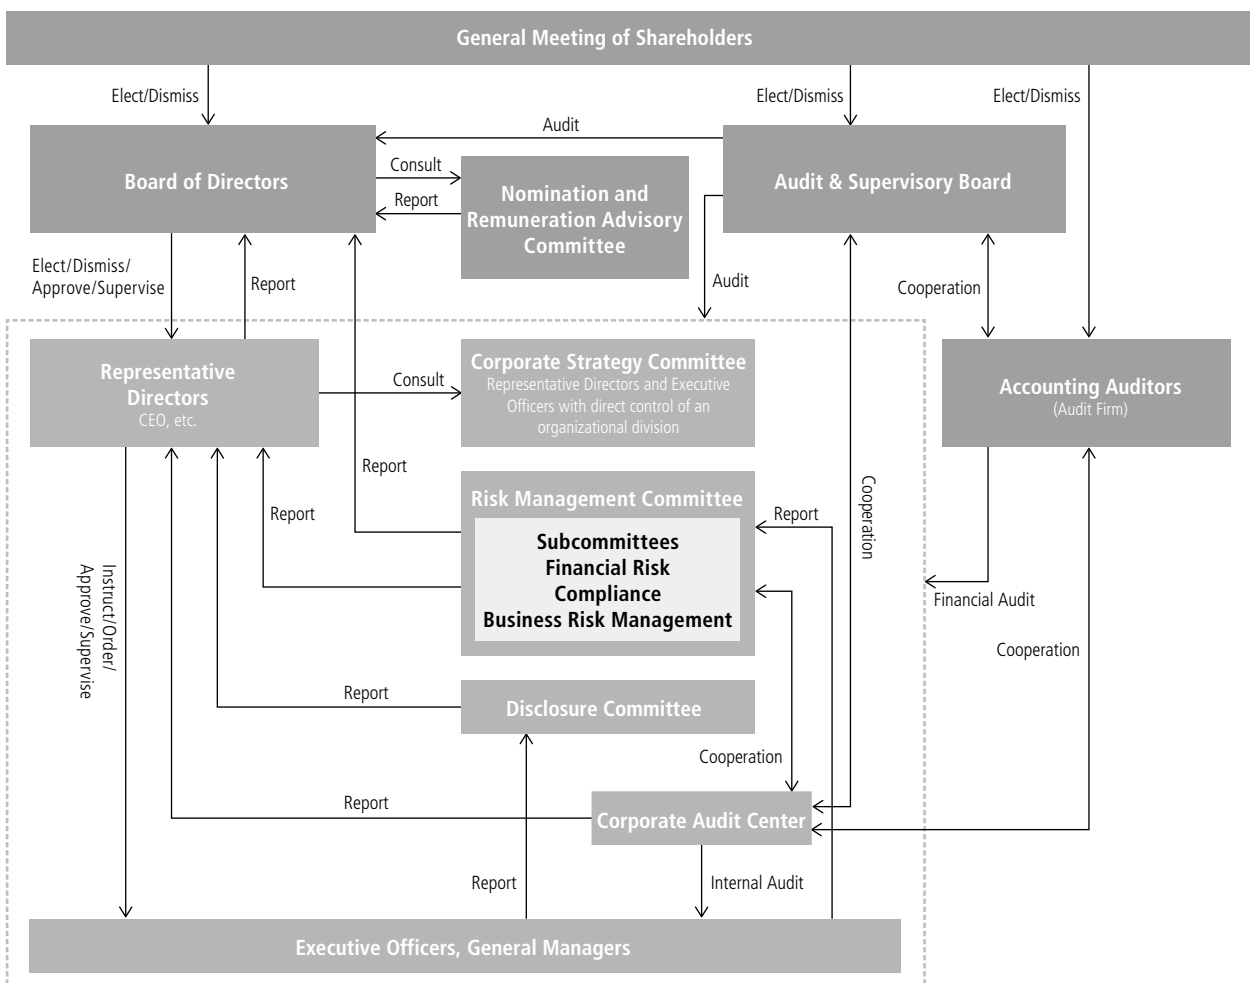 General Meeting of Shareholders
Elect/Dismiss
Elect/Dismiss
Elect/Dismiss
Audit
Board of Directors
Consult
Report
Nomination and
Remuneration Advisory
Committee
Audit & Supervisory Board
Elect/Dismiss/
Approve/Supervise
Report
Audit
Cooperation
Representative
Directors
CEO, etc.
Consult
Corporate Strategy Committee
Representative Directors and Executive
Officers with direct control of an
organizational division
Accounting Auditors
(Audit Firm)
Report
Report
Risk Management Committee
Subcommittees
Financial Risk
Compliance
Business Risk Management
Report
Cooperation
Financial Audit
Cooperation
Instruct/Order/
Approve/Supervise
Report
Disclosure Committee
Cooperation
Report
Corporate Audit Center
Report
Internal Audit
Executive Officers, General Managers